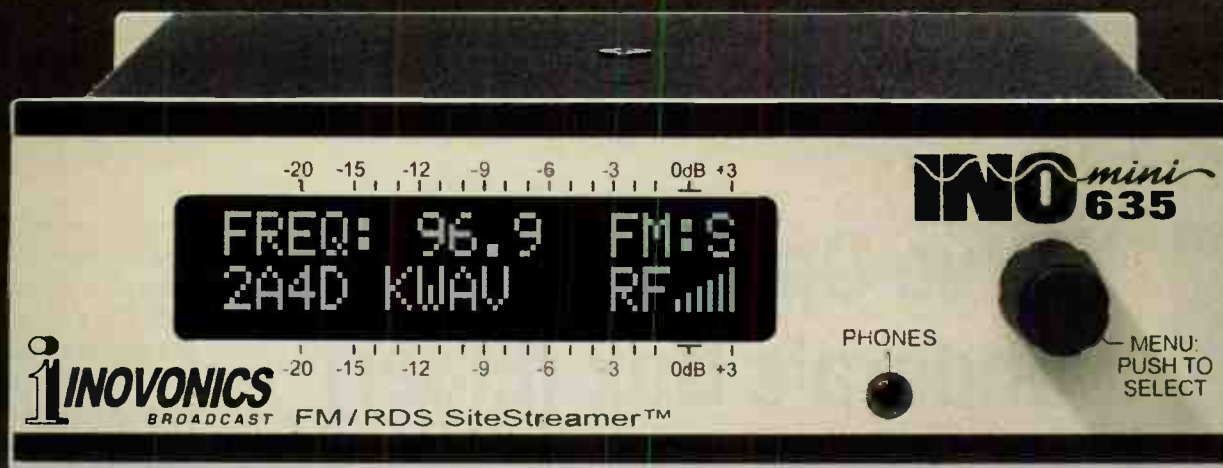 -20 -15 -12 -9 -6 -3 0dB +3
FREQ: 96.9 FM:S
2A4D KWAV RF
-20 -15 -12 -9 -6 -3 0dB +3
INOVONICS
BROADCAST
FM/RDS SiteStreamer™
INO mini
635
PHONES
MENU:
PUSH TO
SELECT